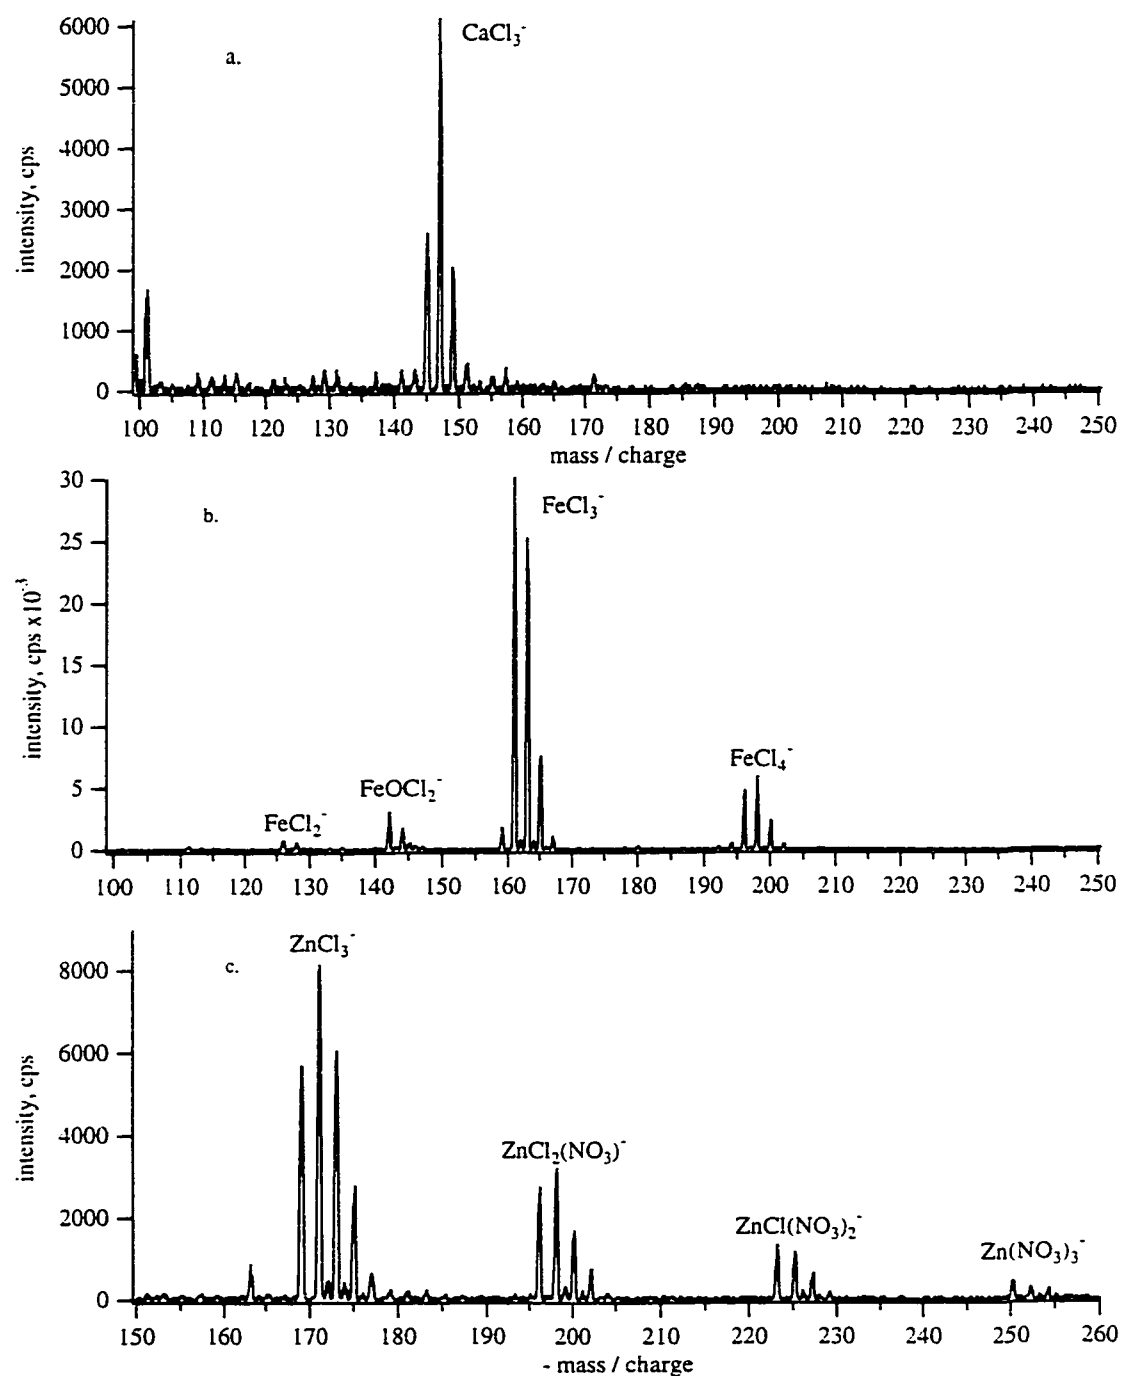 6000
CaCl₃⁻
a.
5000
4000
3000
2000
1000
0
intensity, cps
100 110 120 130 140 150 160 170 180 190 200 210 220 230 240 250
mass / charge
30
FeCl₃⁻
b.
25
20
15
10
FeCl₄⁻
FeOCl₂⁻
5
FeCl₂⁻
0
intensity, cps x10⁻³
100 110 120 130 140 150 160 170 180 190 200 210 220 230 240 250
ZnCl₃⁻
c.
8000
6000
4000
ZnCl₂(NO₃)⁻
2000
ZnCl(NO₃)₂⁻
Zn(NO₃)₃⁻
0
intensity, cps
150 160 170 180 190 200 210 220 230 240 250 260
- mass / charge